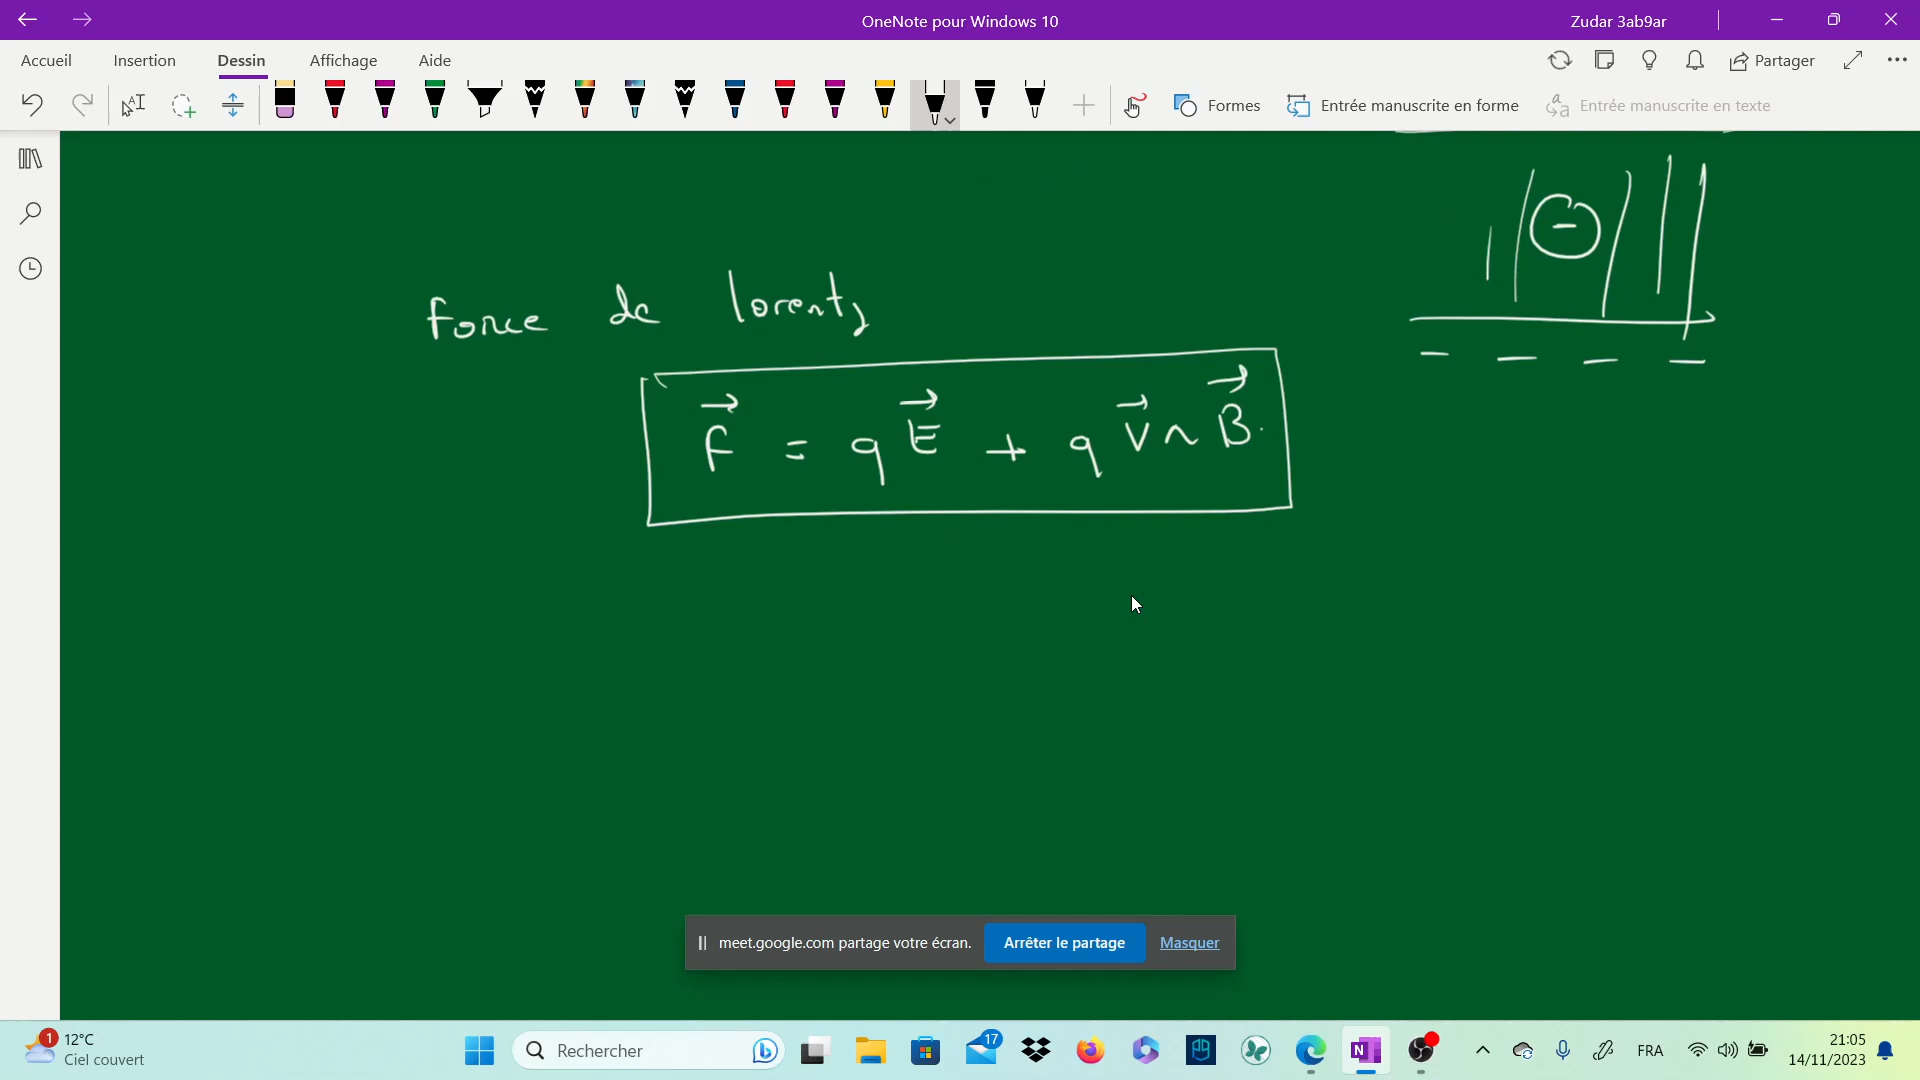 OneNote pour Windows 10
Zudar 3ab9ar
Accueil Insertion Dessin Affichage Aide
Partager
Formes
Entrée manuscrite en forme
Entrée manuscrite en texte
Force de lorentz
F⃗ = q E⃗ + q V⃗ ∧ B⃗.
meet.google.com partage votre écran.
Arrêter le partage
Masquer
1
12°C
Ciel couvert
Rechercher
17
FRA
21:05
14/11/2023